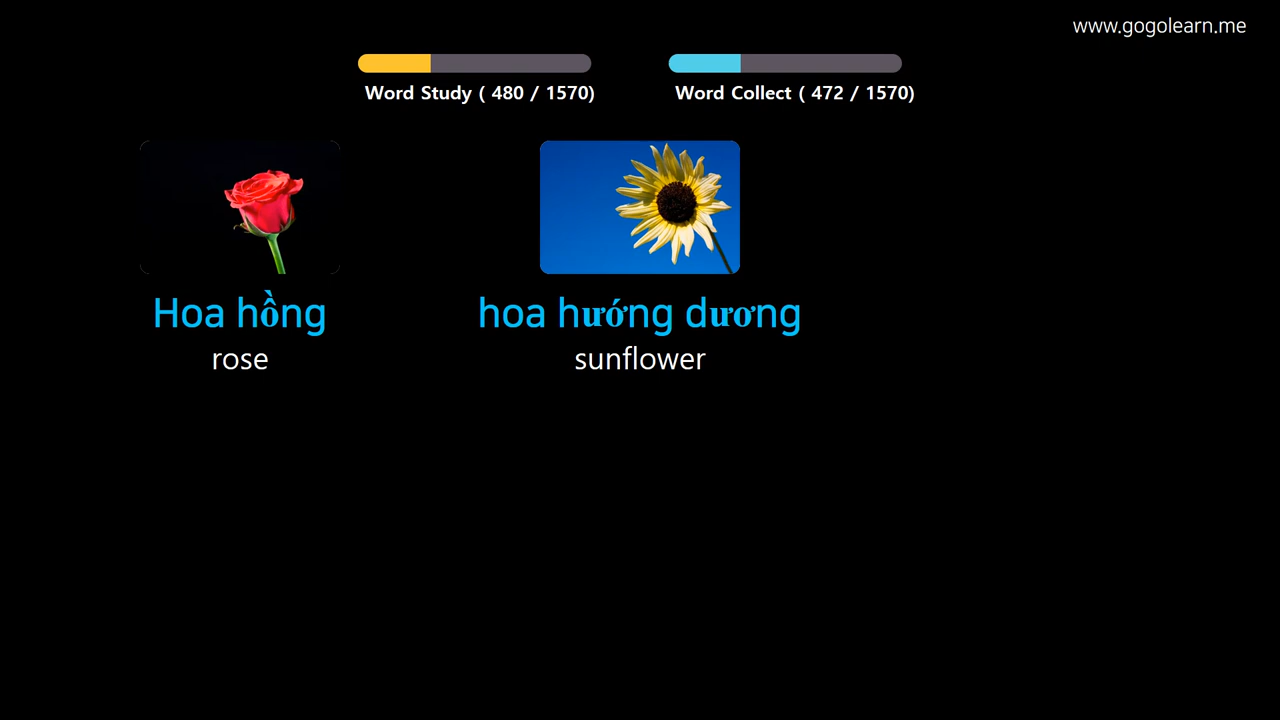 www.gogolearn.me
Word Study ( 480 / 1570)
Word Collect ( 472 / 1570)
Hoa hồng
hoa hướng dương
rose
sunflower